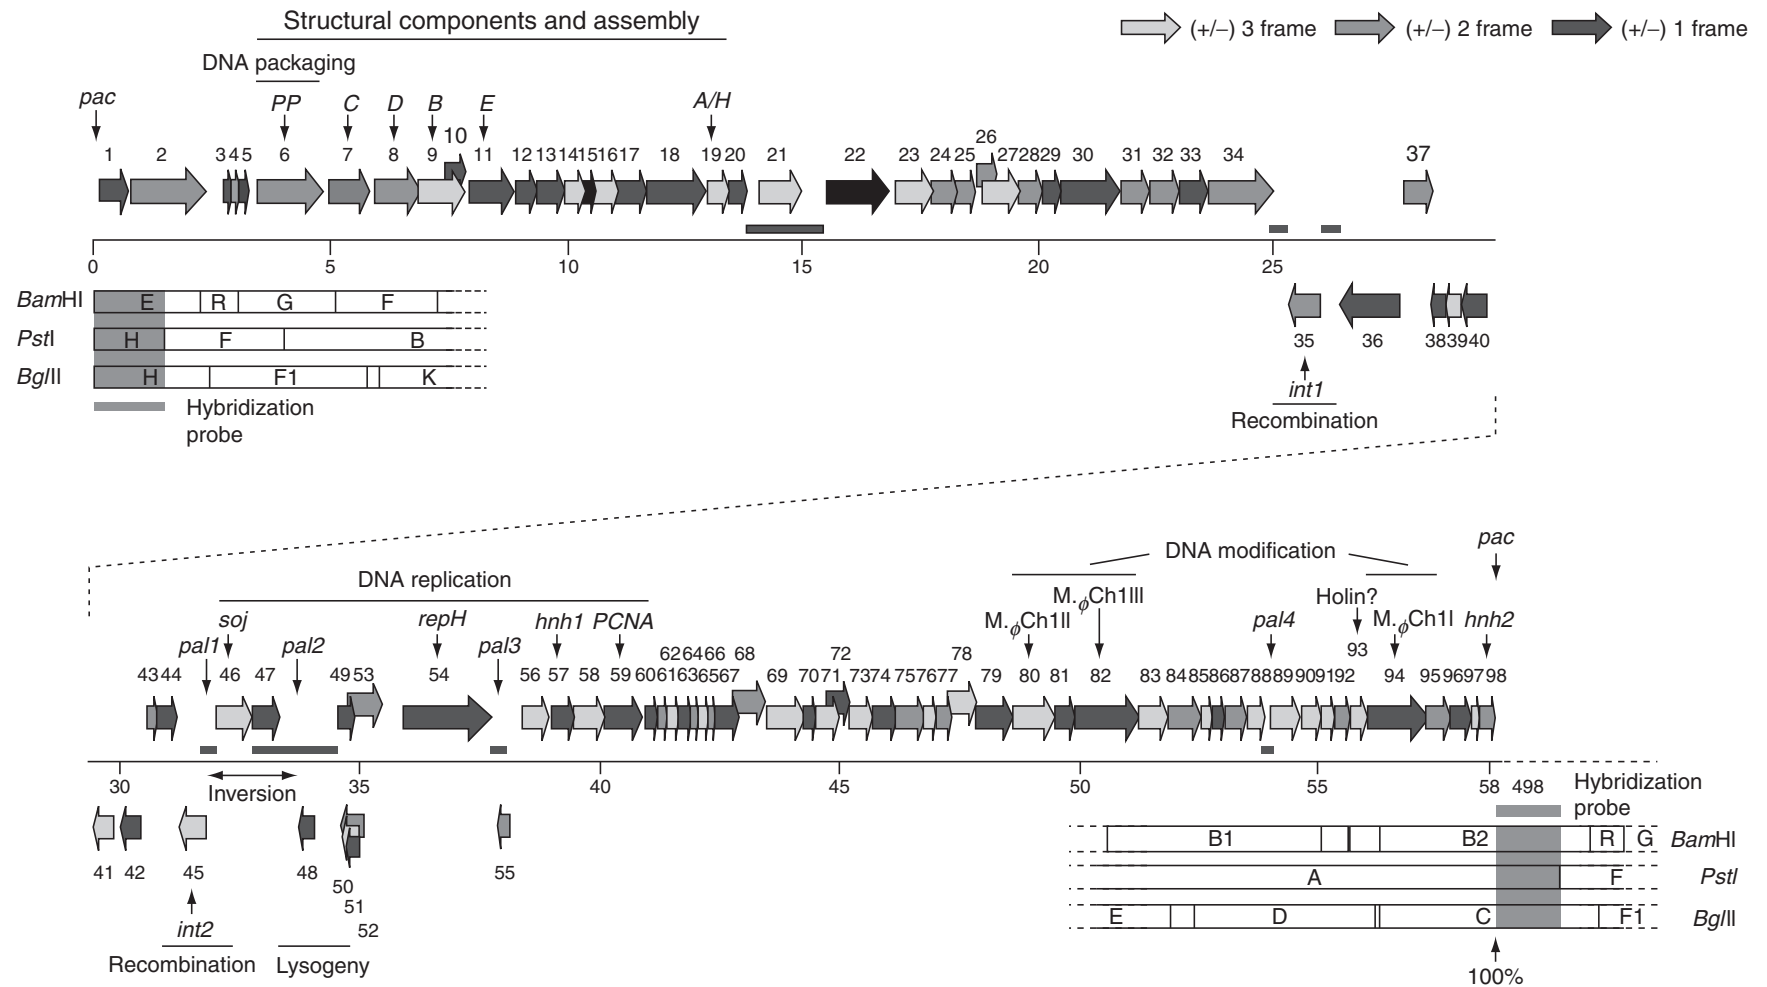 Structural components and assembly
(+/–) 3 frame (+/–) 2 frame (+/–) 1 frame
DNA packaging
pac PP C D B E A/H
10 26
1 2 3 4 5 6 7 8 9 11 12 13 14 15 16 17 18 19 20 21 22 23 24 25 27 28 29 30 31 32 33 34 37
0 5 10 15 20 25
BamHI E R G F
PstI H F B
BglII H F1 K
35 36 38 39 40
int1
Hybridization
probe
Recombination
DNA modification pac
DNA replication
M.ϕCh1III Holin?
soj repH hnh1 PCNA M.ϕCh1II pal4 M.ϕCh1I hnh2
pal1 pal2 pal3 93
62 64 66 68 72 78
43 44 46 47 49 53 54 56 57 58 59 60 61 63 65 67 69 70 71 73 74 75 76 77 79 80 81 82 83 84 85 86 87 88 89 90 91 92 94 95 96 97 98
30 35 40 45 50 55 58 498
Inversion
Hybridization
probe
B1 B2 R G BamHI
A F PstI
E D C F1 BglII
41 42 45 48 55
50
51
52
int2
Recombination Lysogeny
100%